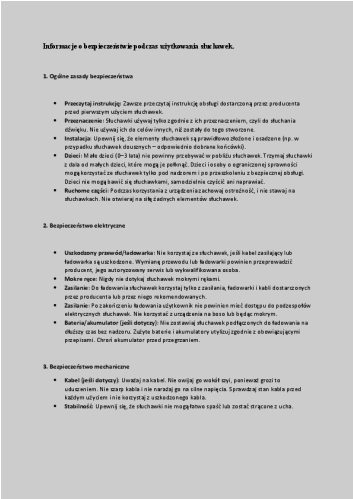 Informacje o bezpieczeństwie podczas użytkowania słuchawek.
1. Ogólne zasady bezpieczeństwa
• Przeczytaj instrukcję: Zawsze przeczytaj instrukcję obsługi dostarczoną przez producenta
przed pierwszym użyciem słuchawek.
• Przeznaczenie: Słuchawki używaj tylko zgodnie z ich przeznaczeniem, czyli do słuchania
dźwięku. Nie używaj ich do celów innych, niż zostały do tego stworzone.
• Instalacja: Upewnij się, że elementy słuchawek są prawidłowo złożone i osadzone (np. w
przypadku słuchawek dousznych – odpowiednio dobrane końcówki).
• Dzieci: Małe dzieci (0–3 lata) nie powinny przebywać w pobliżu słuchawek. Trzymaj słuchawki
z dala od małych dzieci, które mogą je połknąć. Dzieci i osoby o ograniczonej sprawności
mogą korzystać ze słuchawek tylko pod nadzorem i po przeszkoleniu z bezpiecznej obsługi.
Dzieci nie mogą bawić się słuchawkami, samodzielnie czyścić ani naprawiać.
• Ruchome części: Podczas korzystania z urządzenia zachowaj ostrożność, i nie stawaj na
słuchawkach. Nie otwieraj na siłę żadnych elementów słuchawek.
2. Bezpieczeństwo elektryczne
• Uszkodzony przewód/ładowarka: Nie korzystaj ze słuchawek, jeśli kabel zasilający lub
ładowarka są uszkodzone. Wymianę przewodu lub ładowarki powinien przeprowadzić
producent, jego autoryzowany serwis lub wykwalifikowana osoba.
• Mokre ręce: Nigdy nie dotykaj słuchawek mokrymi rękami.
• Zasilanie: Do ładowania słuchawek korzystaj tylko z zasilania, ładowarki i kabli dostarczonych
przez producenta lub przez niego rekomendowanych.
• Zasilanie: Po zakończeniu ładowania użytkownik nie powinien mieć dostępu do podzespołów
elektrycznych słuchawek. Nie korzystaj z urządzenia na boso lub będąc mokrym.
• Bateria/akumulator (jeśli dotyczy): Nie zostawiaj słuchawek podłączonych do ładowania na
dłuższy czas bez nadzoru. Zużyte baterie i akumulatory utylizuj zgodnie z obowiązującymi
przepisami. Chroń akumulator przed przegrzaniem.
3. Bezpieczeństwo mechaniczne
• Kabel (jeśli dotyczy): Uważaj na kabel. Nie owijaj go wokół szyi, ponieważ grozi to
uduszeniem. Nie szarp kabla i nie narażaj go na silne napięcia. Sprawdzaj stan kabla przed
każdym użyciem i nie korzystaj z uszkodzonego kabla.
• Stabilność: Upewnij się, że słuchawki nie mogą łatwo spaść lub zostać strącone z ucha.